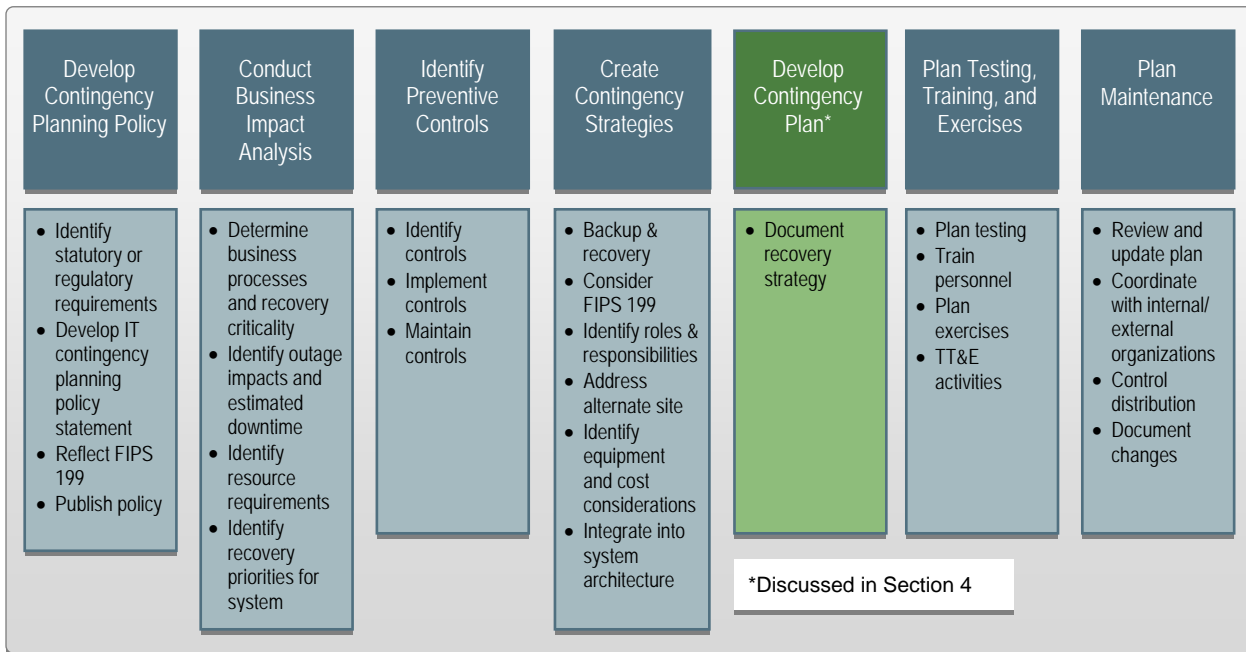 Develop
Contingency
Planning Policy
Conduct
Business
Impact
Analysis
Identify
Preventive
Controls
Create
Contingency
Strategies
Develop
Contingency
Plan*
Plan Testing,
Training, and
Exercises
Plan
Maintenance
• Identify
statutory or
regulatory
requirements
• Develop IT
contingency
planning
policy
statement
• Reflect FIPS
199
• Publish policy
• Determine
business
processes
and recovery
criticality
• Identify outage
impacts and
estimated
downtime
• Identify
resource
requirements
• Identify
recovery
priorities for
system
• Identify
controls
• Implement
controls
• Maintain
controls
• Backup &
recovery
• Consider
FIPS 199
• Identify roles &
responsibilities
• Address
alternate site
• Identify
equipment
and cost
considerations
• Integrate into
system
architecture
• Document
recovery
strategy
• Plan testing
• Train
personnel
• Plan
exercises
• TT&E
activities
• Review and
update plan
• Coordinate
with internal/
external
organizations
• Control
distribution
• Document
changes
*Discussed in Section 4